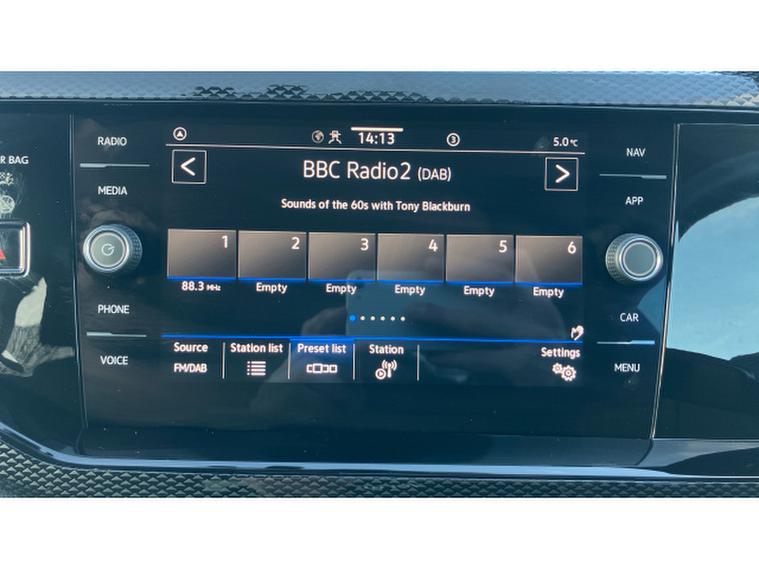 RADIO
MEDIA
PHONE
VOICE
R BAG
14:13
3
5.0°C
BBC Radio2 (DAB)
Sounds of the 60s with Tony Blackburn
1 2 3 4 5 6
88.3 MHz Empty Empty Empty Empty Empty
Source Station list Preset list Station Settings
FM/DAB
NAV
APP
CAR
MENU